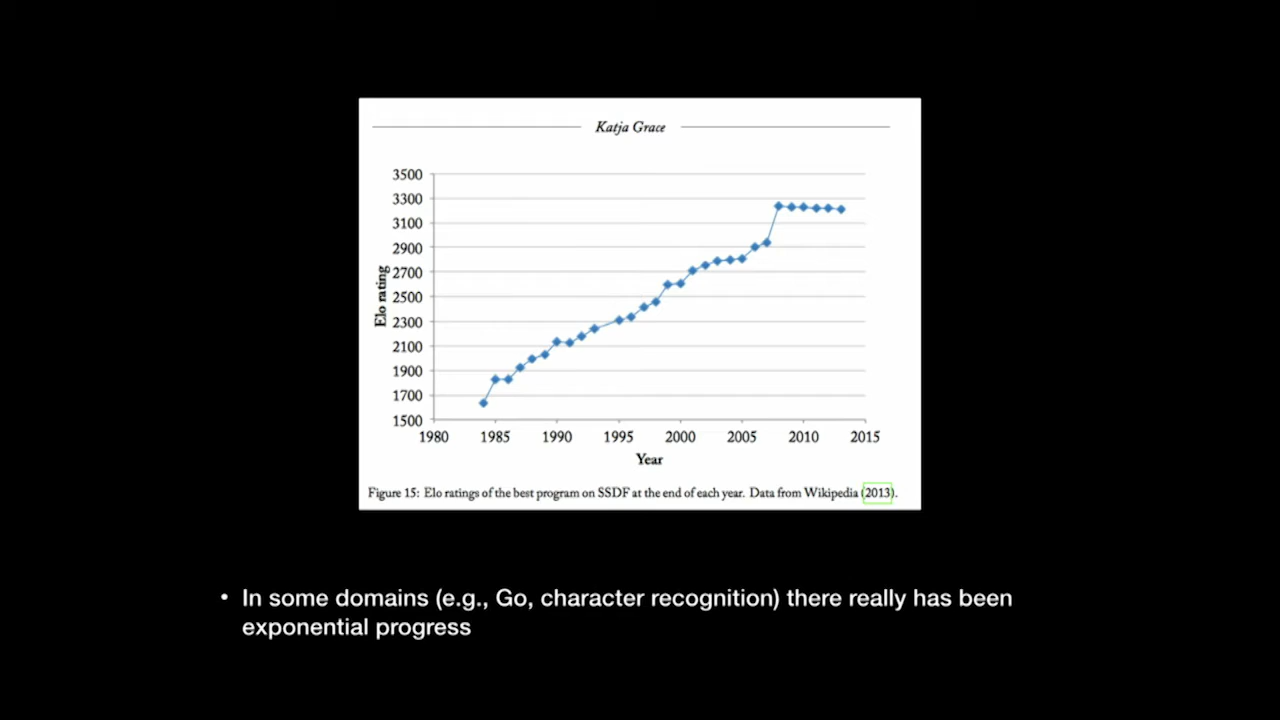 Katja Grace
3500
3300
3100
2900
2700
2500
2300
2100
1900
1700
1500
Elo rating
1980 1985 1990 1995 2000 2005 2010 2015
Year
Figure 15: Elo ratings of the best program on SSDF at the end of each year. Data from Wikipedia (2013).
• In some domains (e.g., Go, character recognition) there really has been
exponential progress